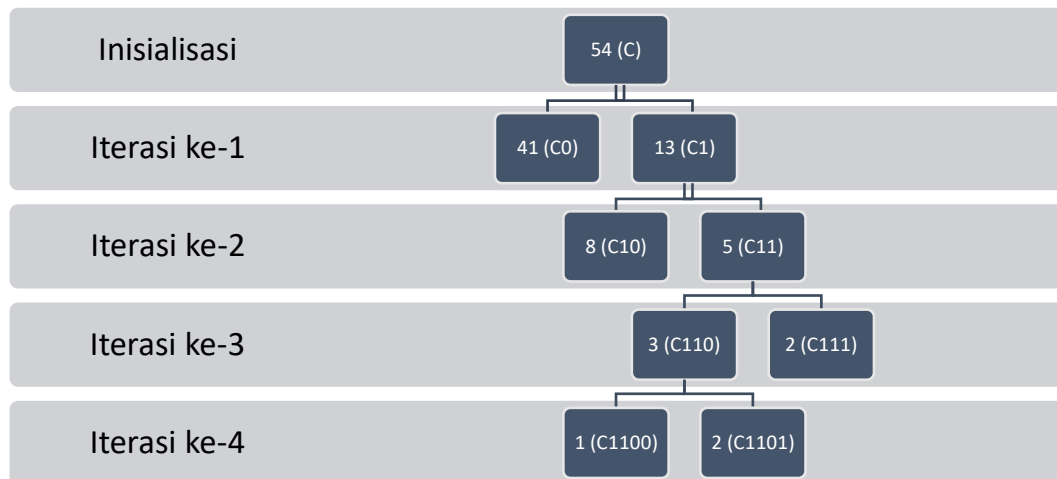 Inisialisasi
54 (C)
Iterasi ke-1
41 (C0)
13 (C1)
Iterasi ke-2
8 (C10)
5 (C11)
Iterasi ke-3
3 (C110)
2 (C111)
Iterasi ke-4
1 (C1100)
2 (C1101)